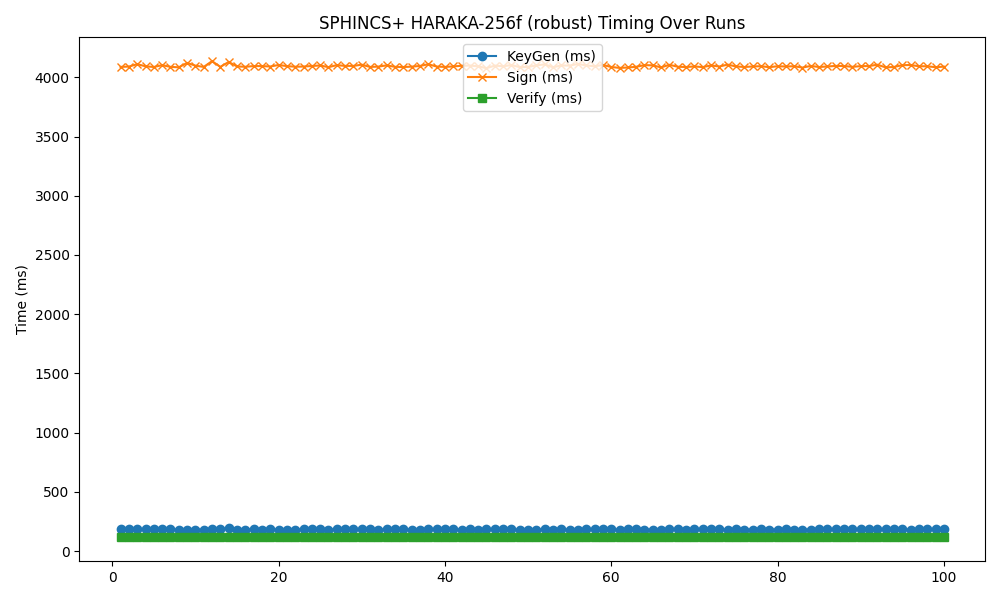 SPHINCS+ HARAKA-256f (robust) Timing Over Runs
KeyGen (ms)
Sign (ms)
Verify (ms)
Time (ms)
4000
3500
3000
2500
2000
1500
1000
500
0
0 20 40 60 80 100